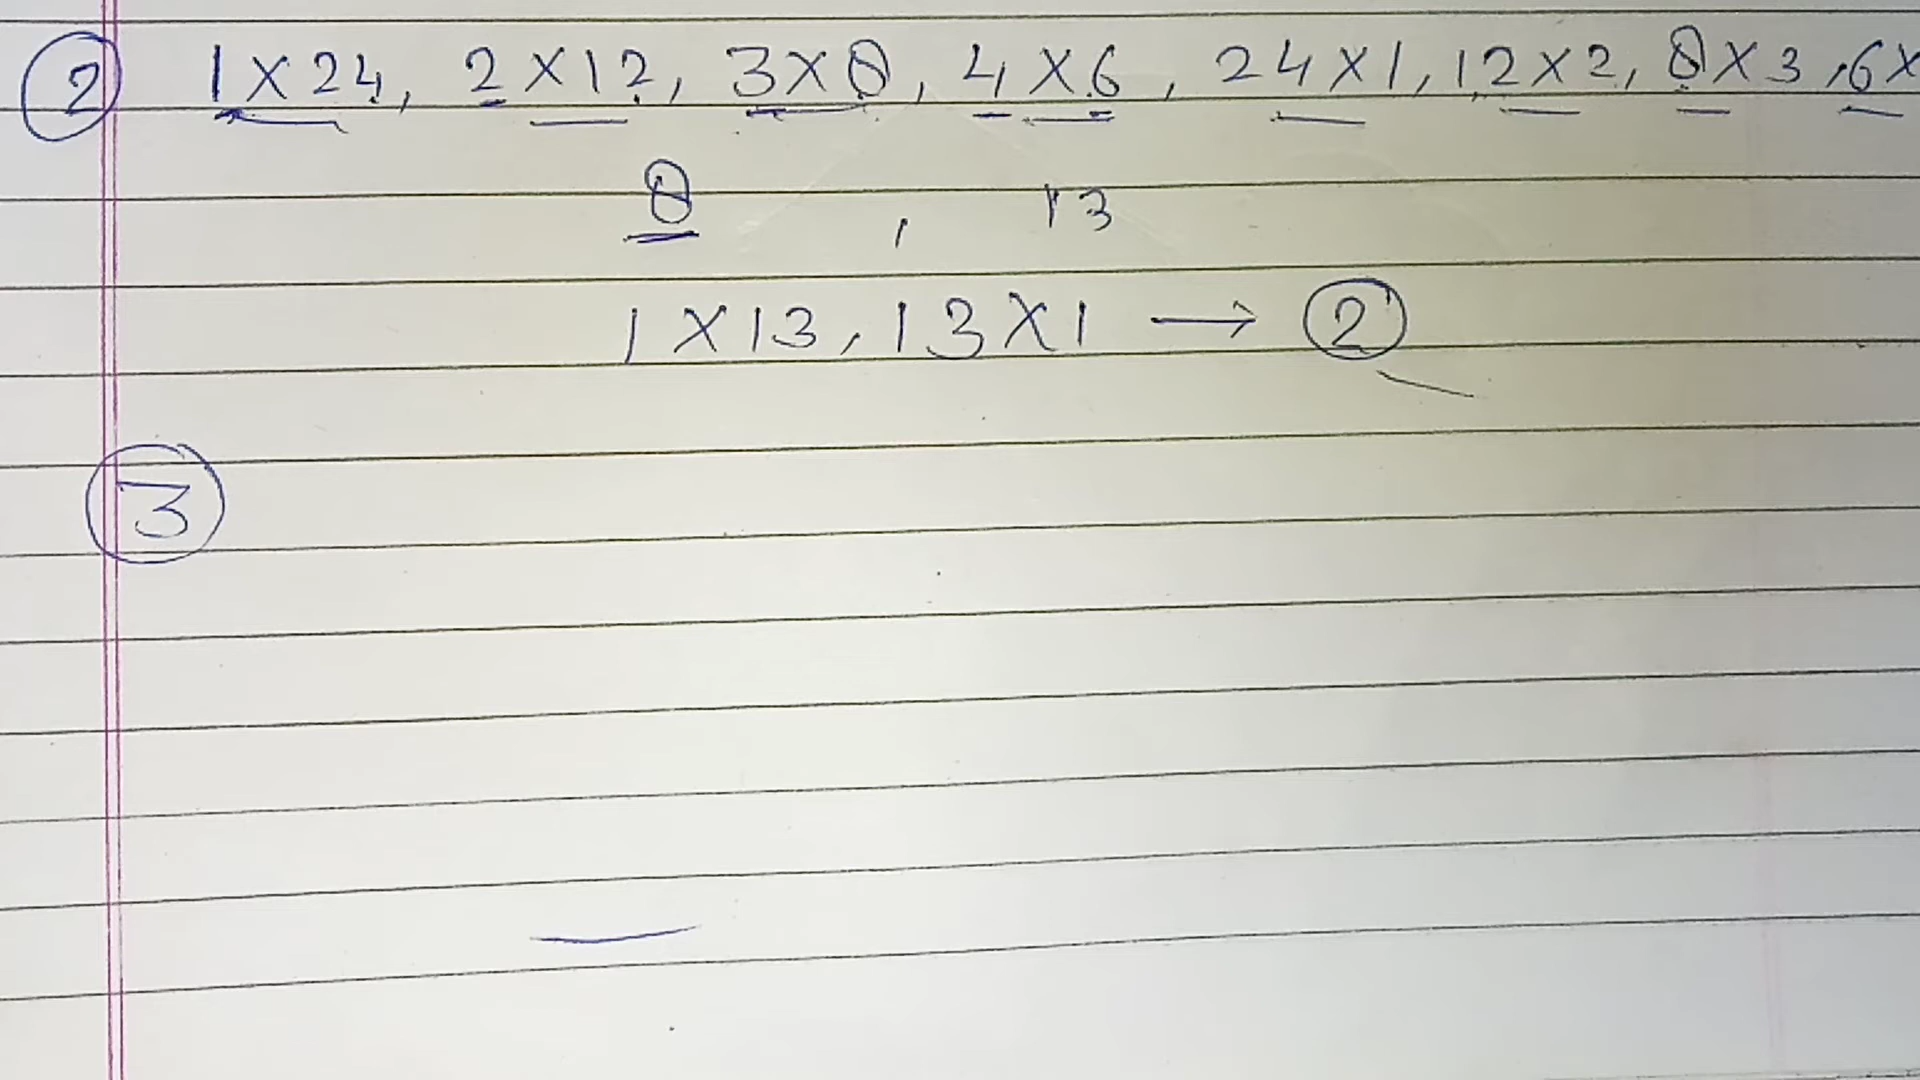 ② 1 × 24, 2 × 12, 3 × 8, 4 × 6, 24 × 1, 12 × 2, 8 × 3, 6 ×
8 , 13
1 × 13, 13 × 1 → ②
③